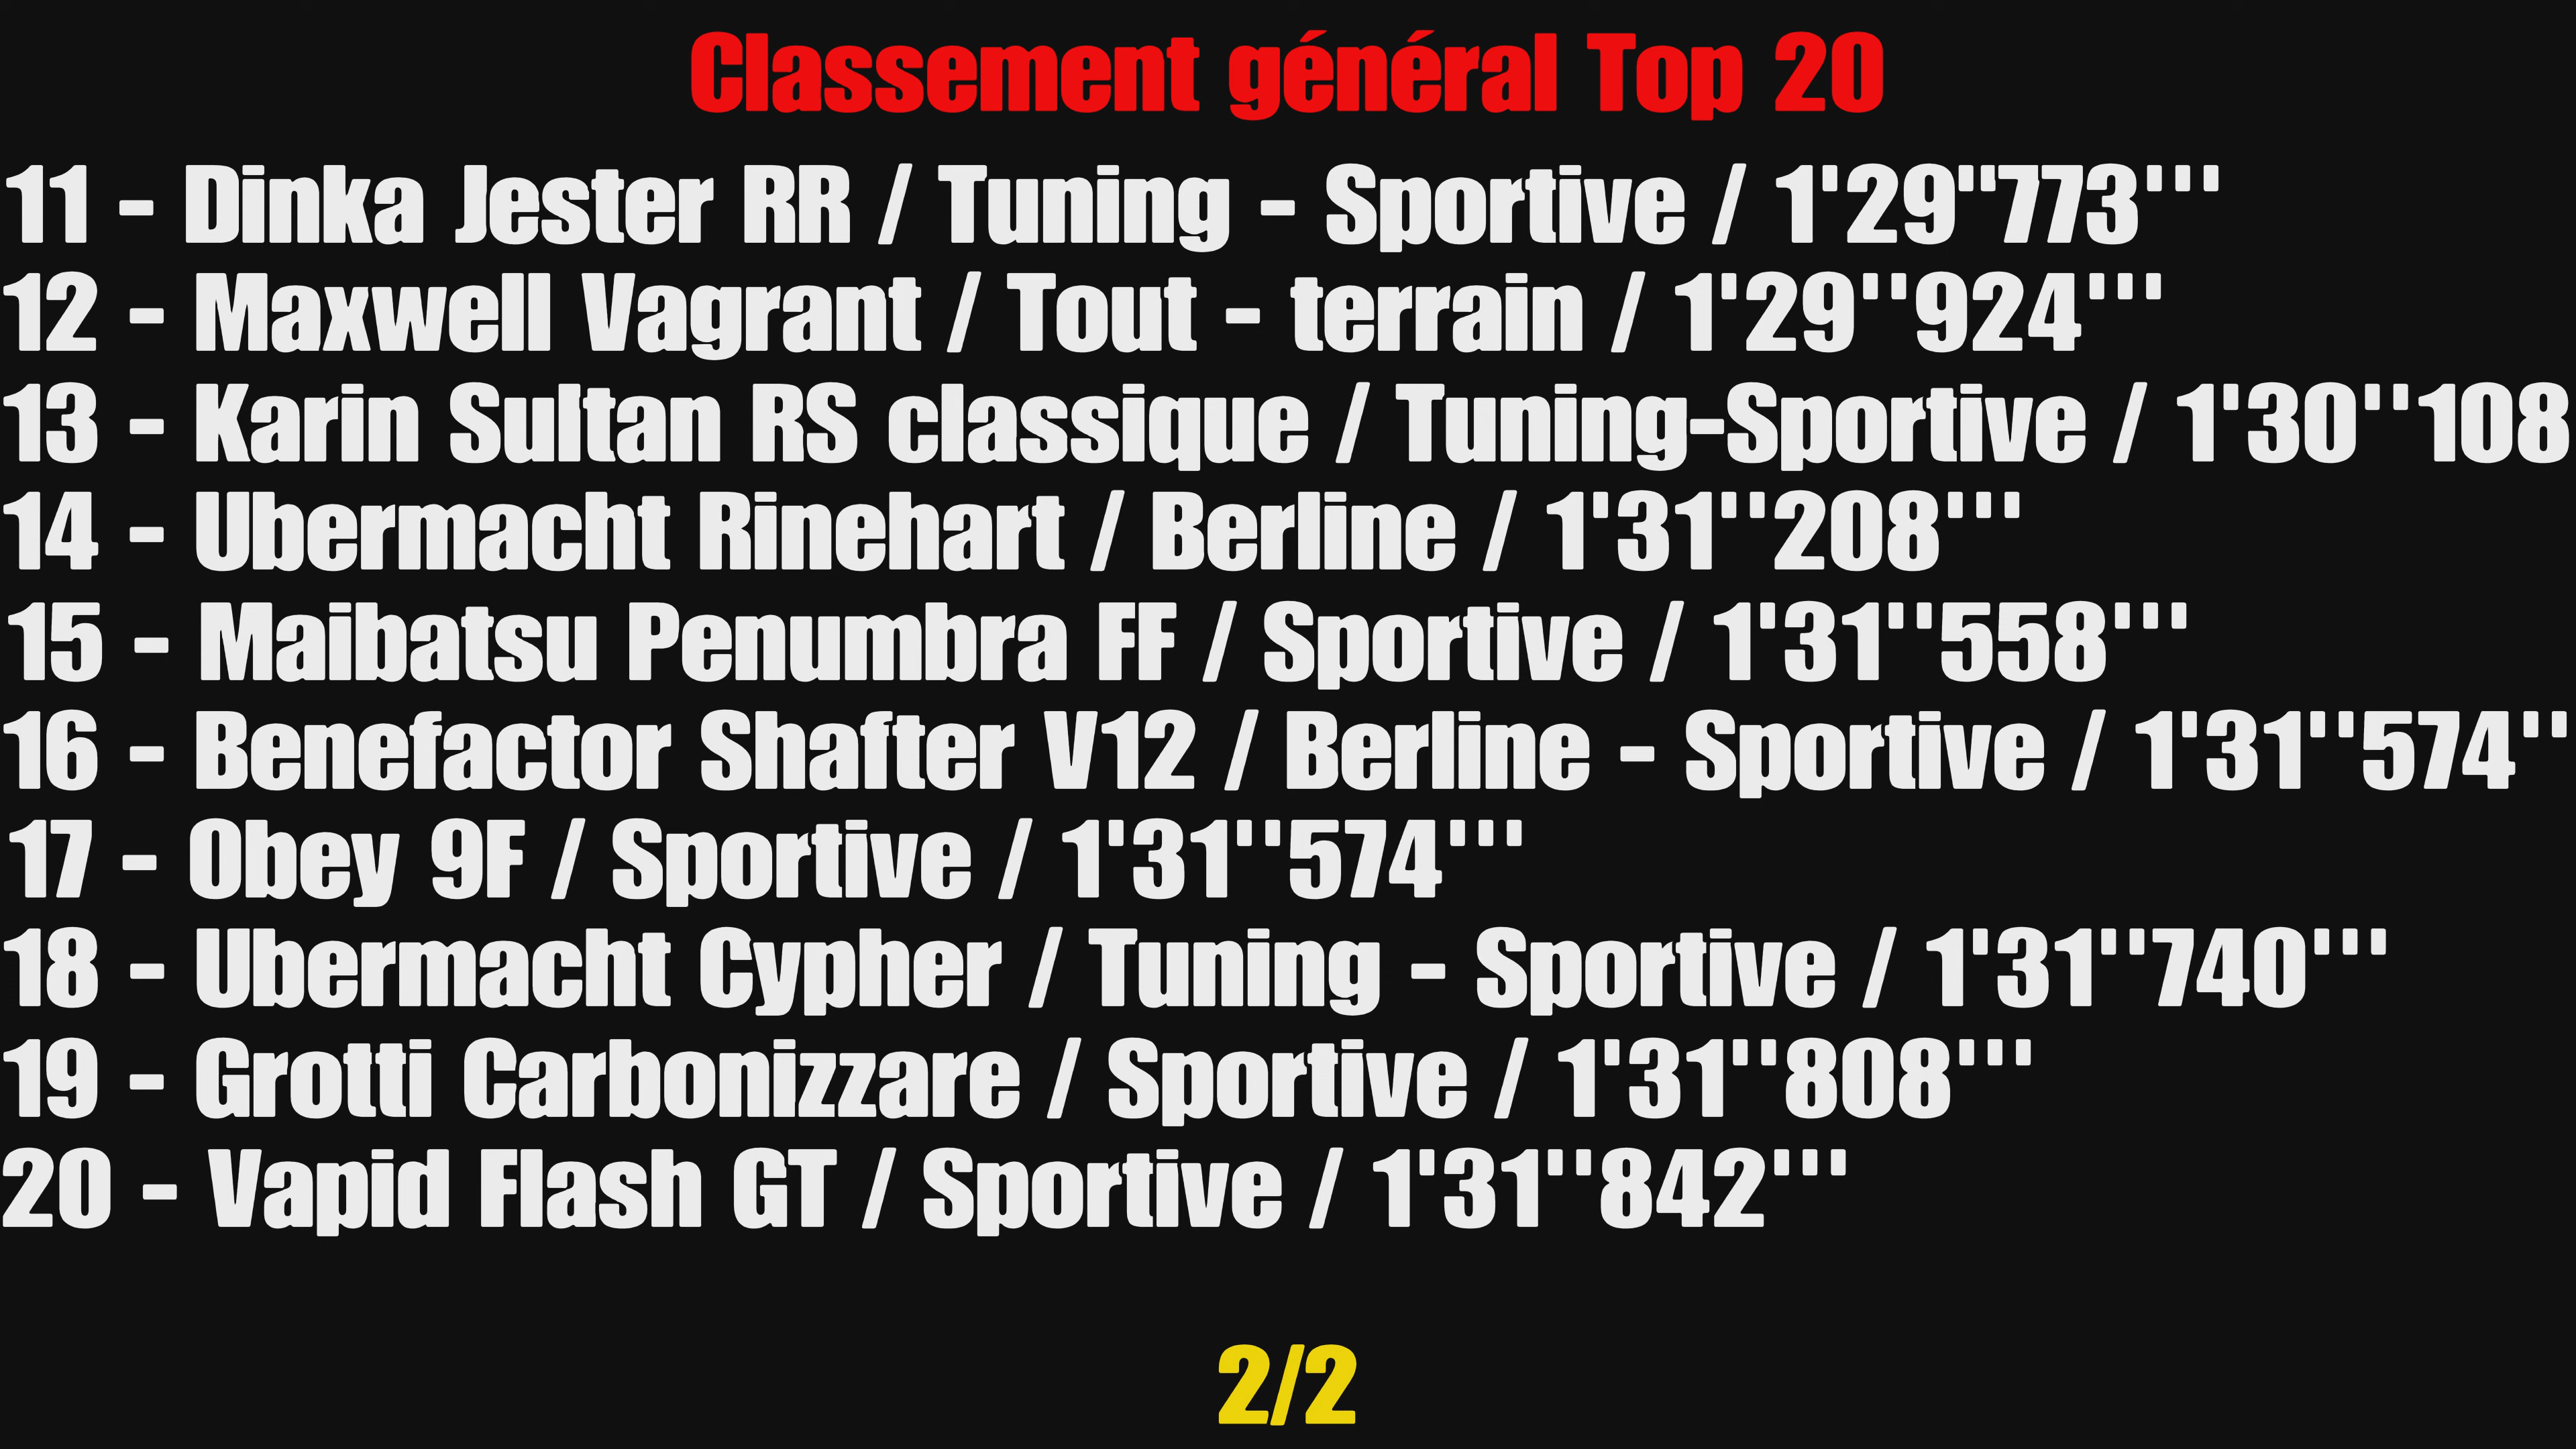 Classement général Top 20
11 - Dinka Jester RR / Tuning - Sportive / 1'29''773'''
12 - Maxwell Vagrant / Tout - terrain / 1'29''924'''
13 - Karin Sultan RS classique / Tuning-Sportive / 1'30''108
14 - Ubermacht Rinehart / Berline / 1'31''208'''
15 - Maibatsu Penumbra FF / Sportive / 1'31''558'''
16 - Benefactor Shafter V12 / Berline - Sportive / 1'31''574''
17 - Obey 9F / Sportive / 1'31''574'''
18 - Ubermacht Cypher / Tuning - Sportive / 1'31''740'''
19 - Grotti Carbonizzare / Sportive / 1'31''808'''
20 - Vapid Flash GT / Sportive / 1'31''842'''
2/2